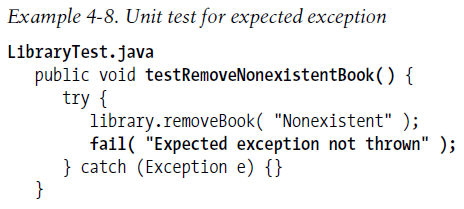 Example 4-8. Unit test for expected exception
LibraryTest.java
public void testRemoveNonexistentBook( ) {
try {
library.removeBook( "Nonexistent" );
fail( "Expected exception not thrown" );
} catch (Exception e) {}
}